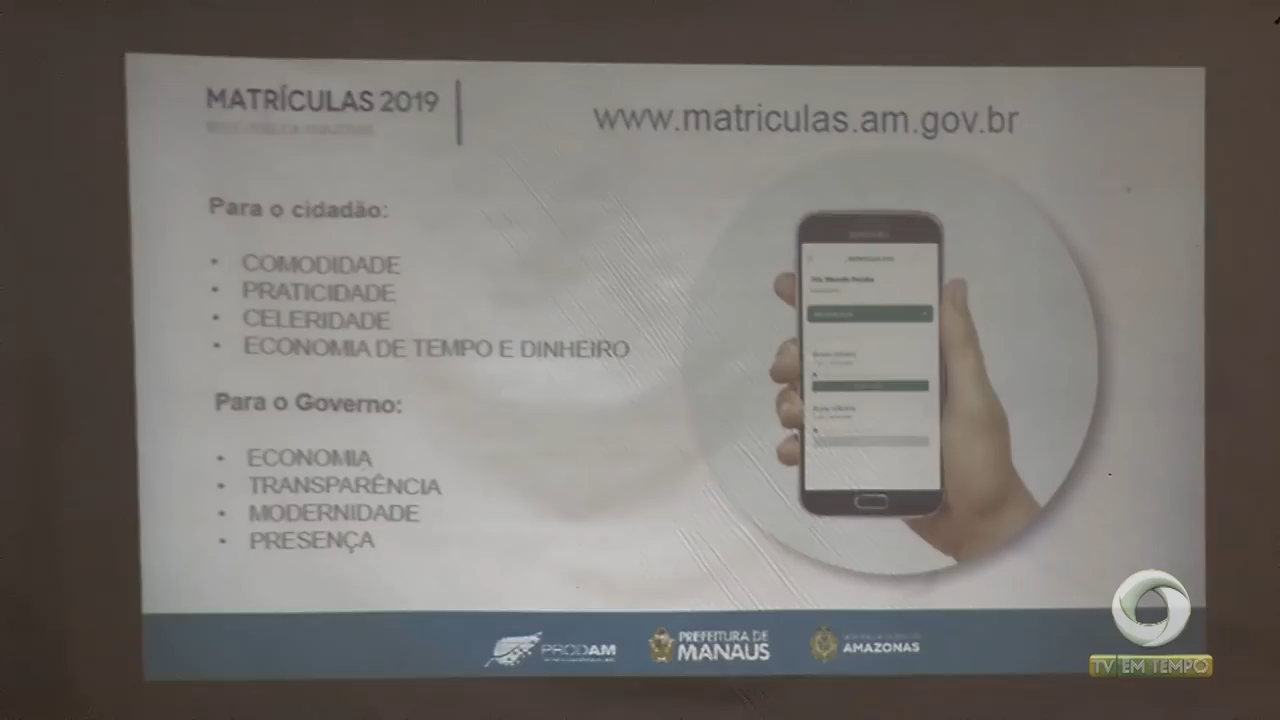 MATRÍCULAS 2019
www.matriculas.am.gov.br
Para o cidadão:
• COMODIDADE
• PRATICIDADE
• CELERIDADE
• ECONOMIA DE TEMPO E DINHEIRO
Para o Governo:
• ECONOMIA
• TRANSPARÊNCIA
• MODERNIDADE
• PRESENÇA
PRODAM
PREFEITURA DE
MANAUS
AMAZONAS
TV EM TEMPO